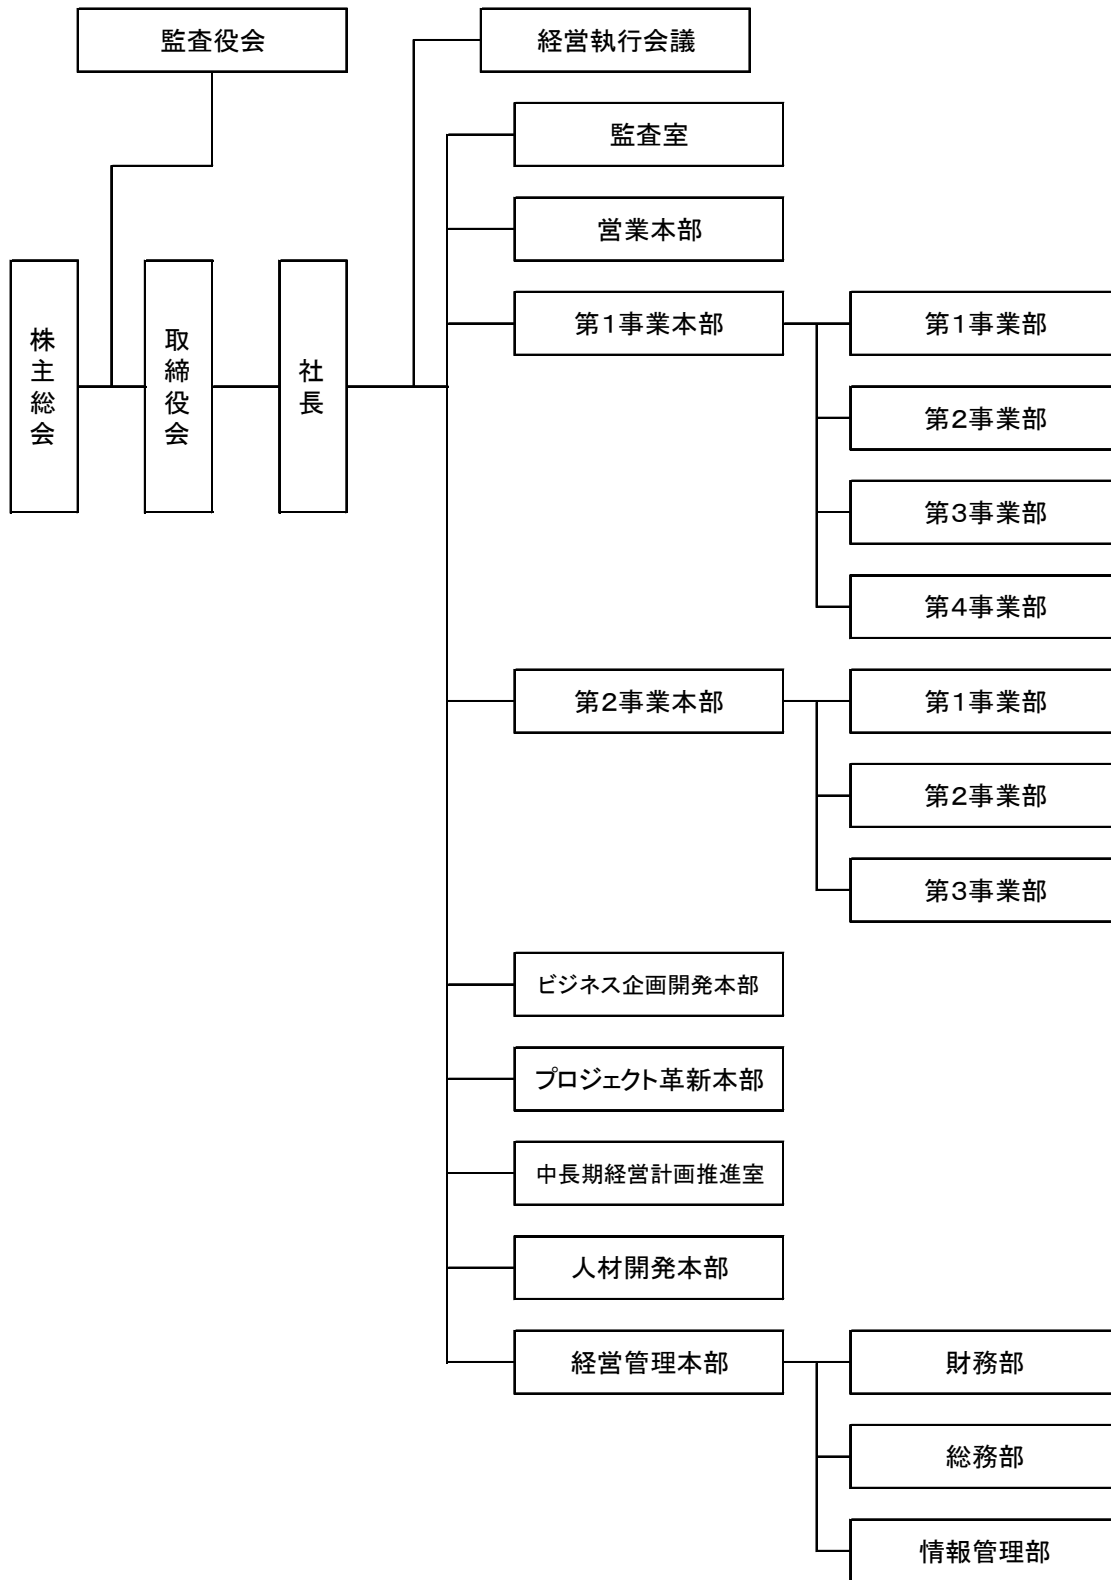 監査役会
経営執行会議
監査室
営業本部
株主総会
取締役会
社長
第１事業本部
第１事業部
第２事業部
第３事業部
第４事業部
第２事業本部
第１事業部
第２事業部
第３事業部
ビジネス企画開発本部
プロジェクト革新本部
中長期経営計画推進室
人材開発本部
経営管理本部
財務部
総務部
情報管理部